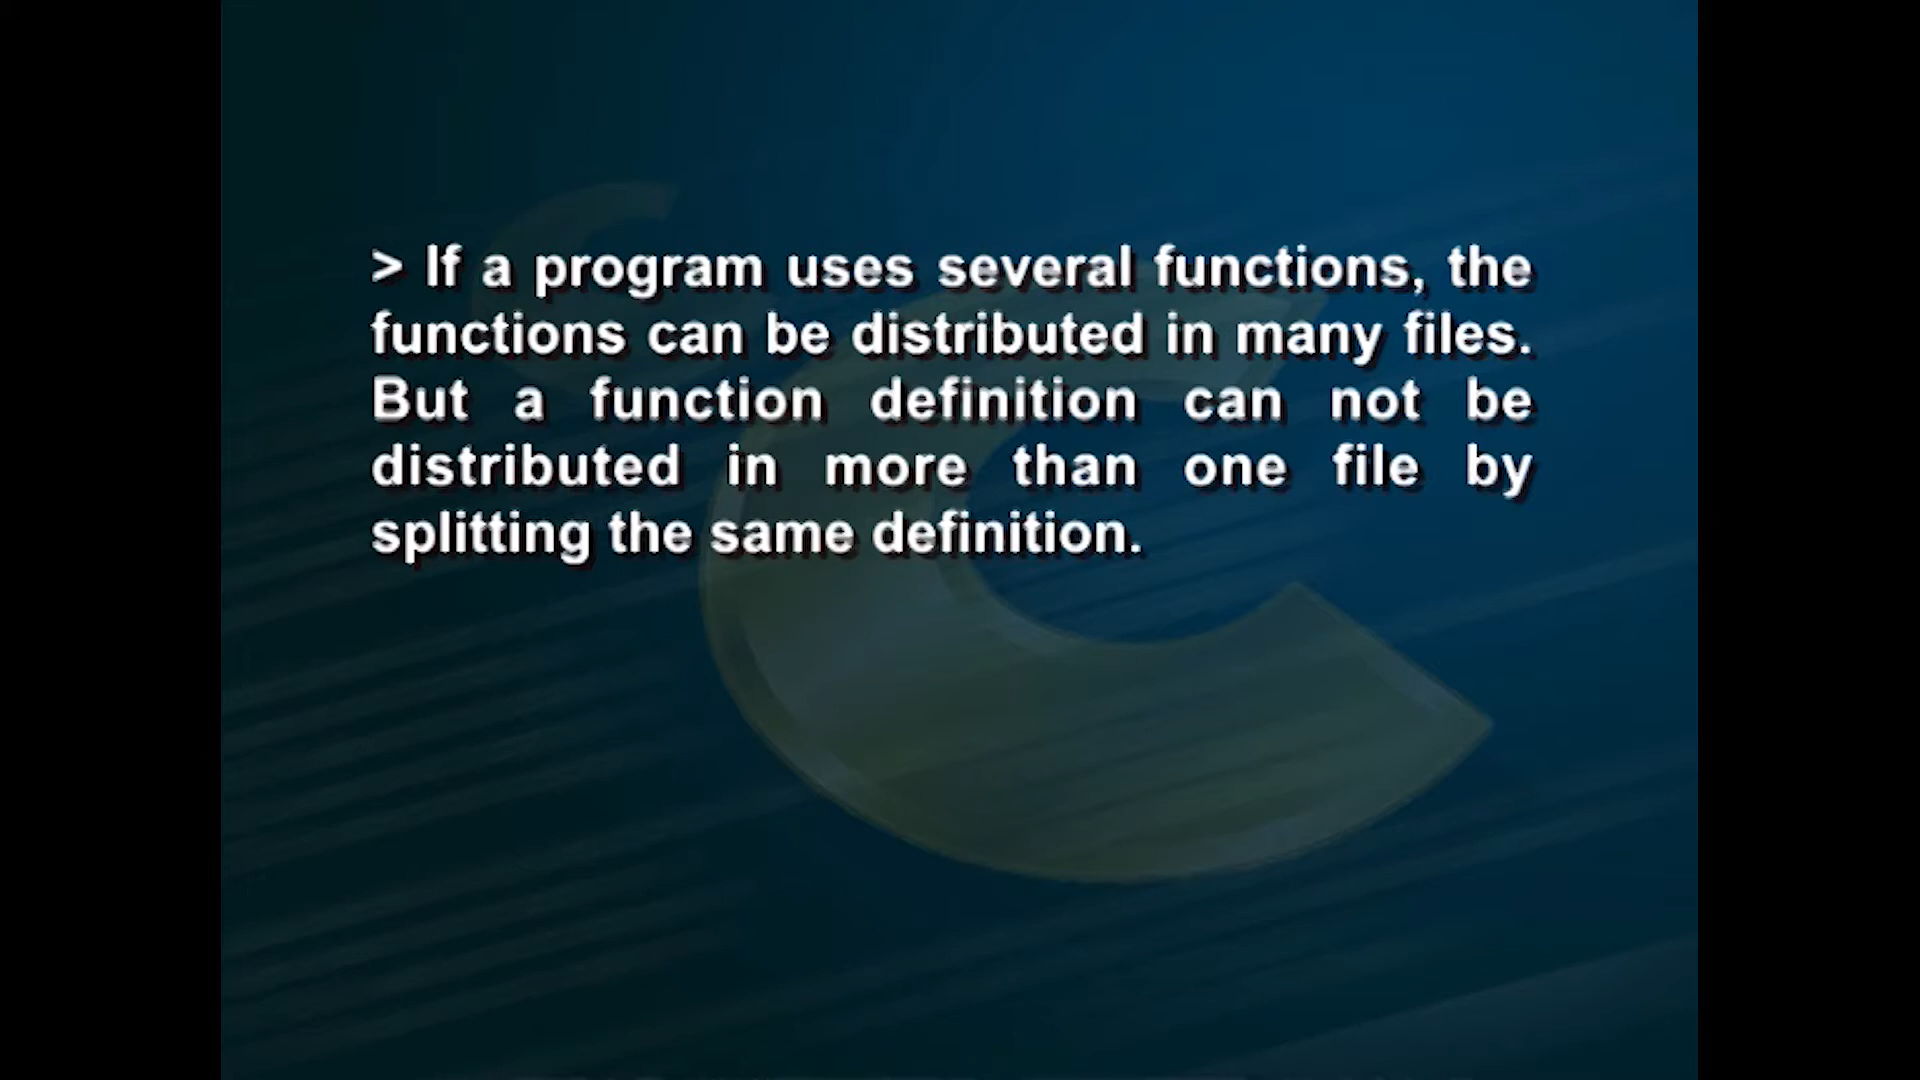 > If a program uses several functions, the
functions can be distributed in many files.
But a function definition can not be
distributed in more than one file by
splitting the same definition.